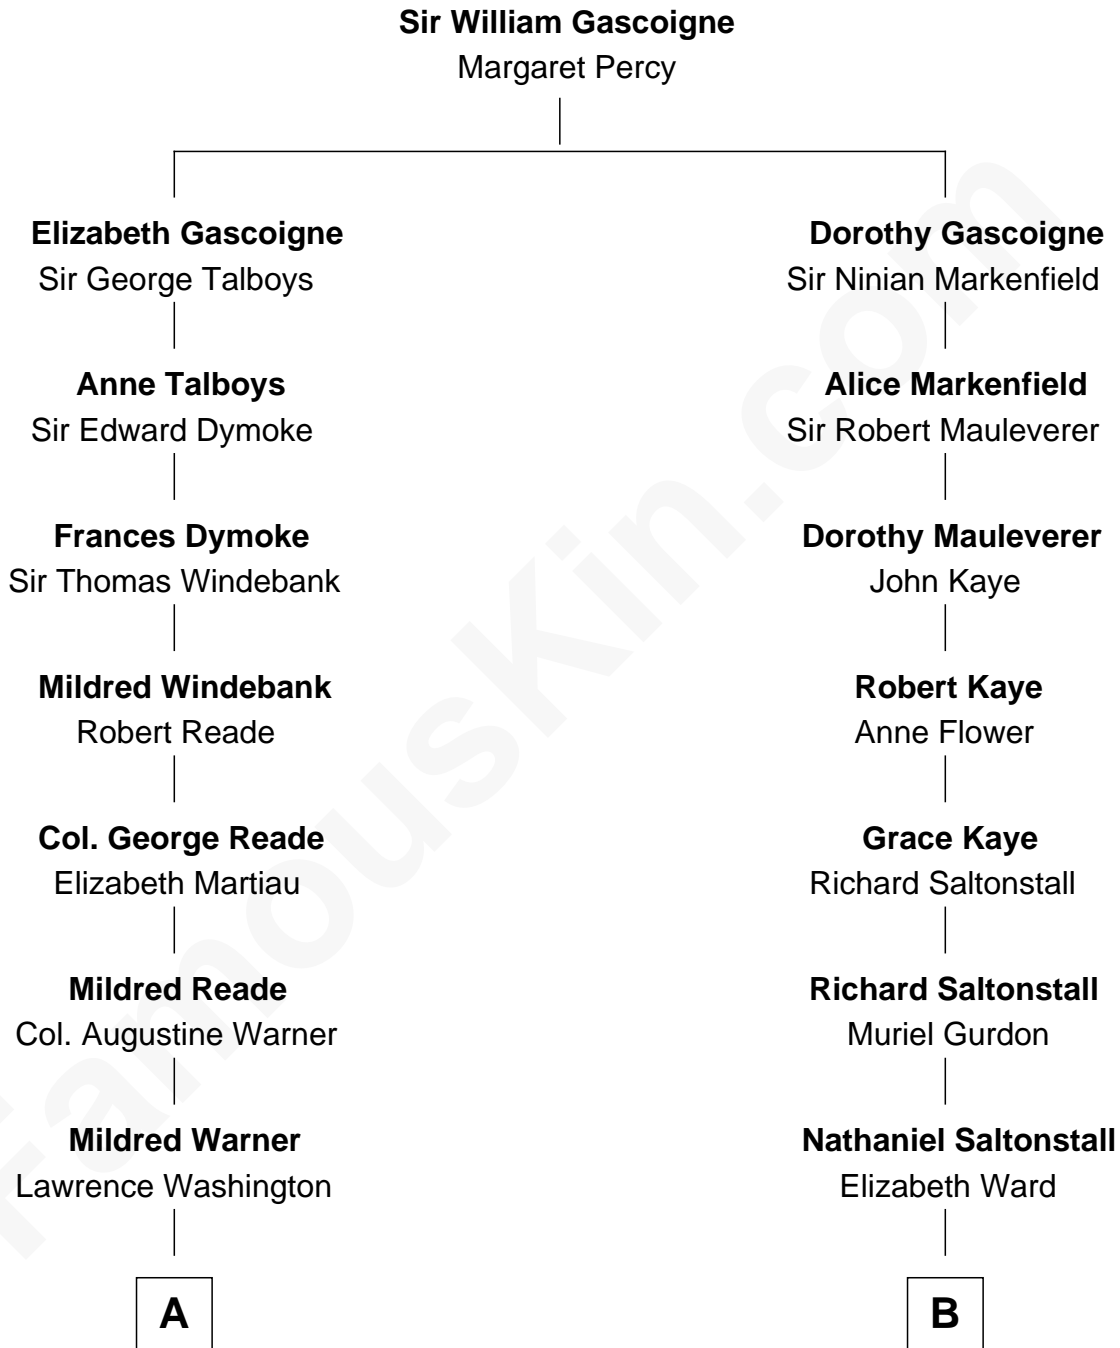 Sir William Gascoigne
Margaret Percy
Elizabeth Gascoigne
Sir George Talboys
Dorothy Gascoigne
Sir Ninian Markenfield
Anne Talboys
Sir Edward Dymoke
Alice Markenfield
Sir Robert Mauleverer
Frances Dymoke
Sir Thomas Windebank
Dorothy Mauleverer
John Kaye
Mildred Windebank
Robert Reade
Robert Kaye
Anne Flower
Col. George Reade
Elizabeth Martiau
Grace Kaye
Richard Saltonstall
Mildred Reade
Col. Augustine Warner
Richard Saltonstall
Muriel Gurdon
Mildred Warner
Lawrence Washington
Nathaniel Saltonstall
Elizabeth Ward
A
B
FamousKin.com